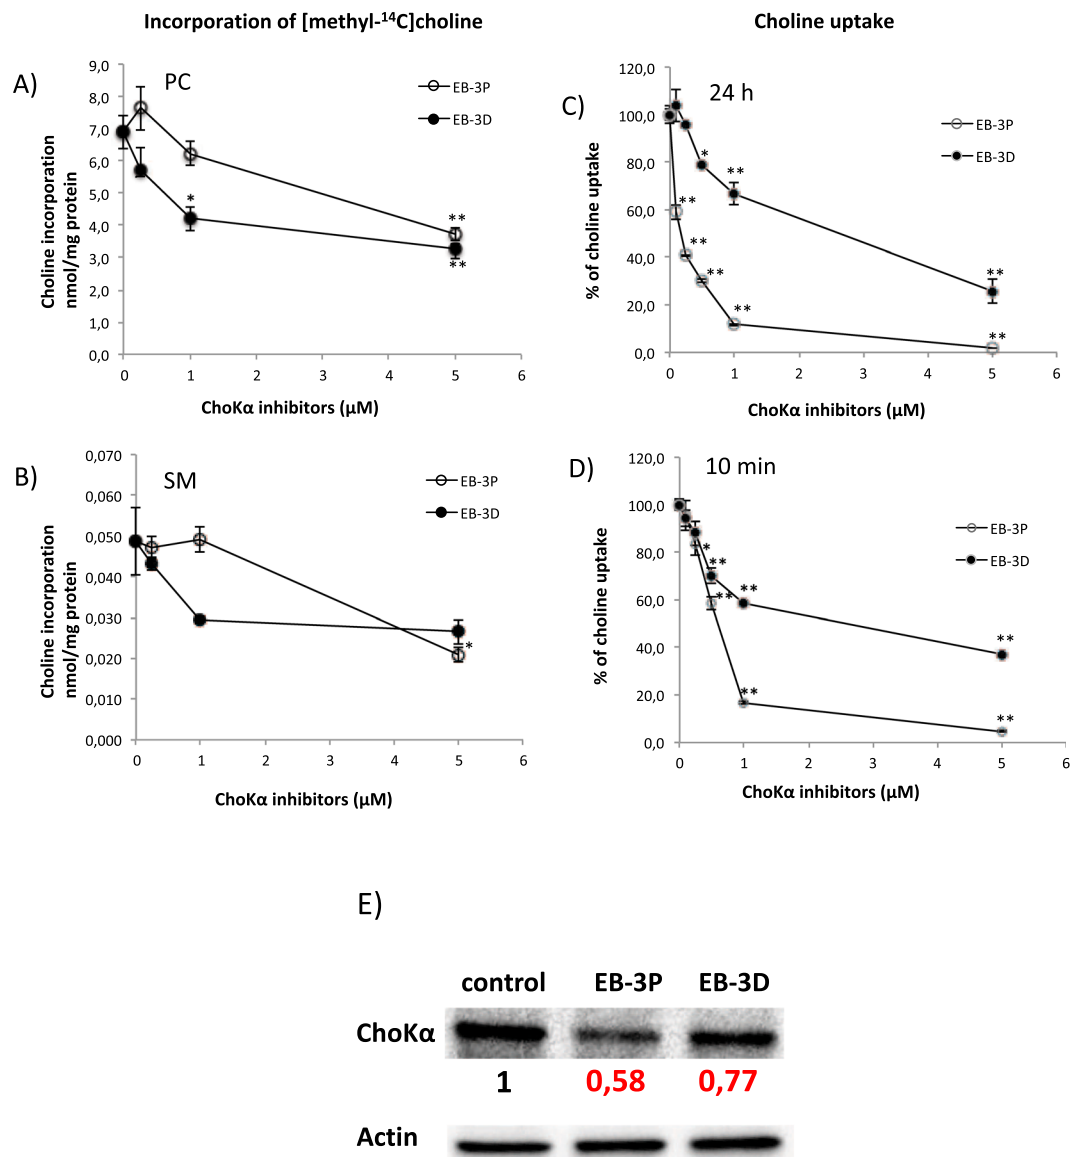 Incorporation of [methyl-¹⁴C]choline
A)
PC
9,0
8,0
7,0
6,0
5,0
4,0
3,0
2,0
1,0
0,0
Choline incorporation
nmol/mg protein
EB-3P
EB-3D
*
**
**
0 1 2 3 4 5 6
ChoKα inhibitors (µM)
B)
SM
0,070
0,060
0,050
0,040
0,030
0,020
0,010
0,000
Choline incorporation
nmol/mg protein
EB-3P
EB-3D
*
0 1 2 3 4 5 6
ChoKα inhibitors (µM)
Choline uptake
C)
24 h
120,0
100,0
80,0
60,0
40,0
20,0
0,0
% of choline uptake
EB-3P
EB-3D
*
**
**
**
**
**
**
**
0 1 2 3 4 5 6
ChoKα inhibitors (µM)
D)
10 min
120,0
100,0
80,0
60,0
40,0
20,0
0,0
% of choline uptake
EB-3P
EB-3D
*
**
**
**
**
**
**
0 1 2 3 4 5 6
ChoKα inhibitors (µM)
E)
control EB-3P EB-3D
ChoKα
1 0,58 0,77
Actin